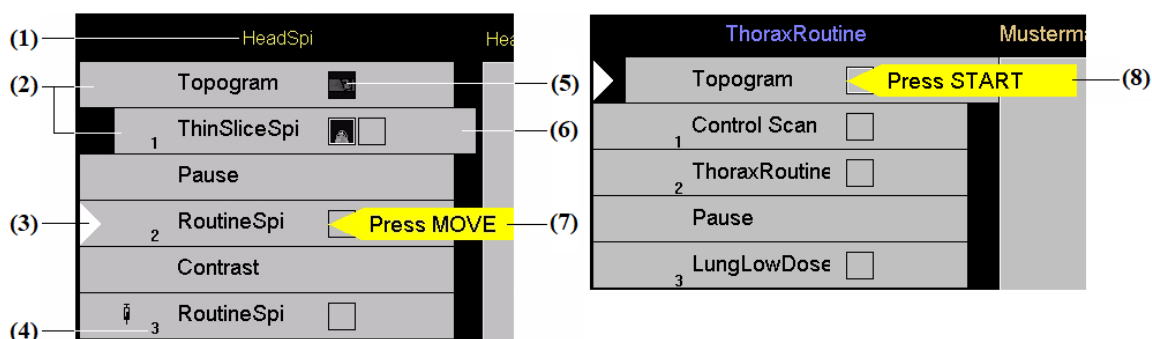 (1) HeadSpi Hea
(2) Topogram (5)
1 ThinSliceSpi (6)
Pause
(3) 2 RoutineSpi Press MOVE (7)
Contrast
(4) 3 RoutineSpi
ThoraxRoutine Musterm
Topogram Press START (8)
1 Control Scan
2 ThoraxRoutine
Pause
3 LungLowDose